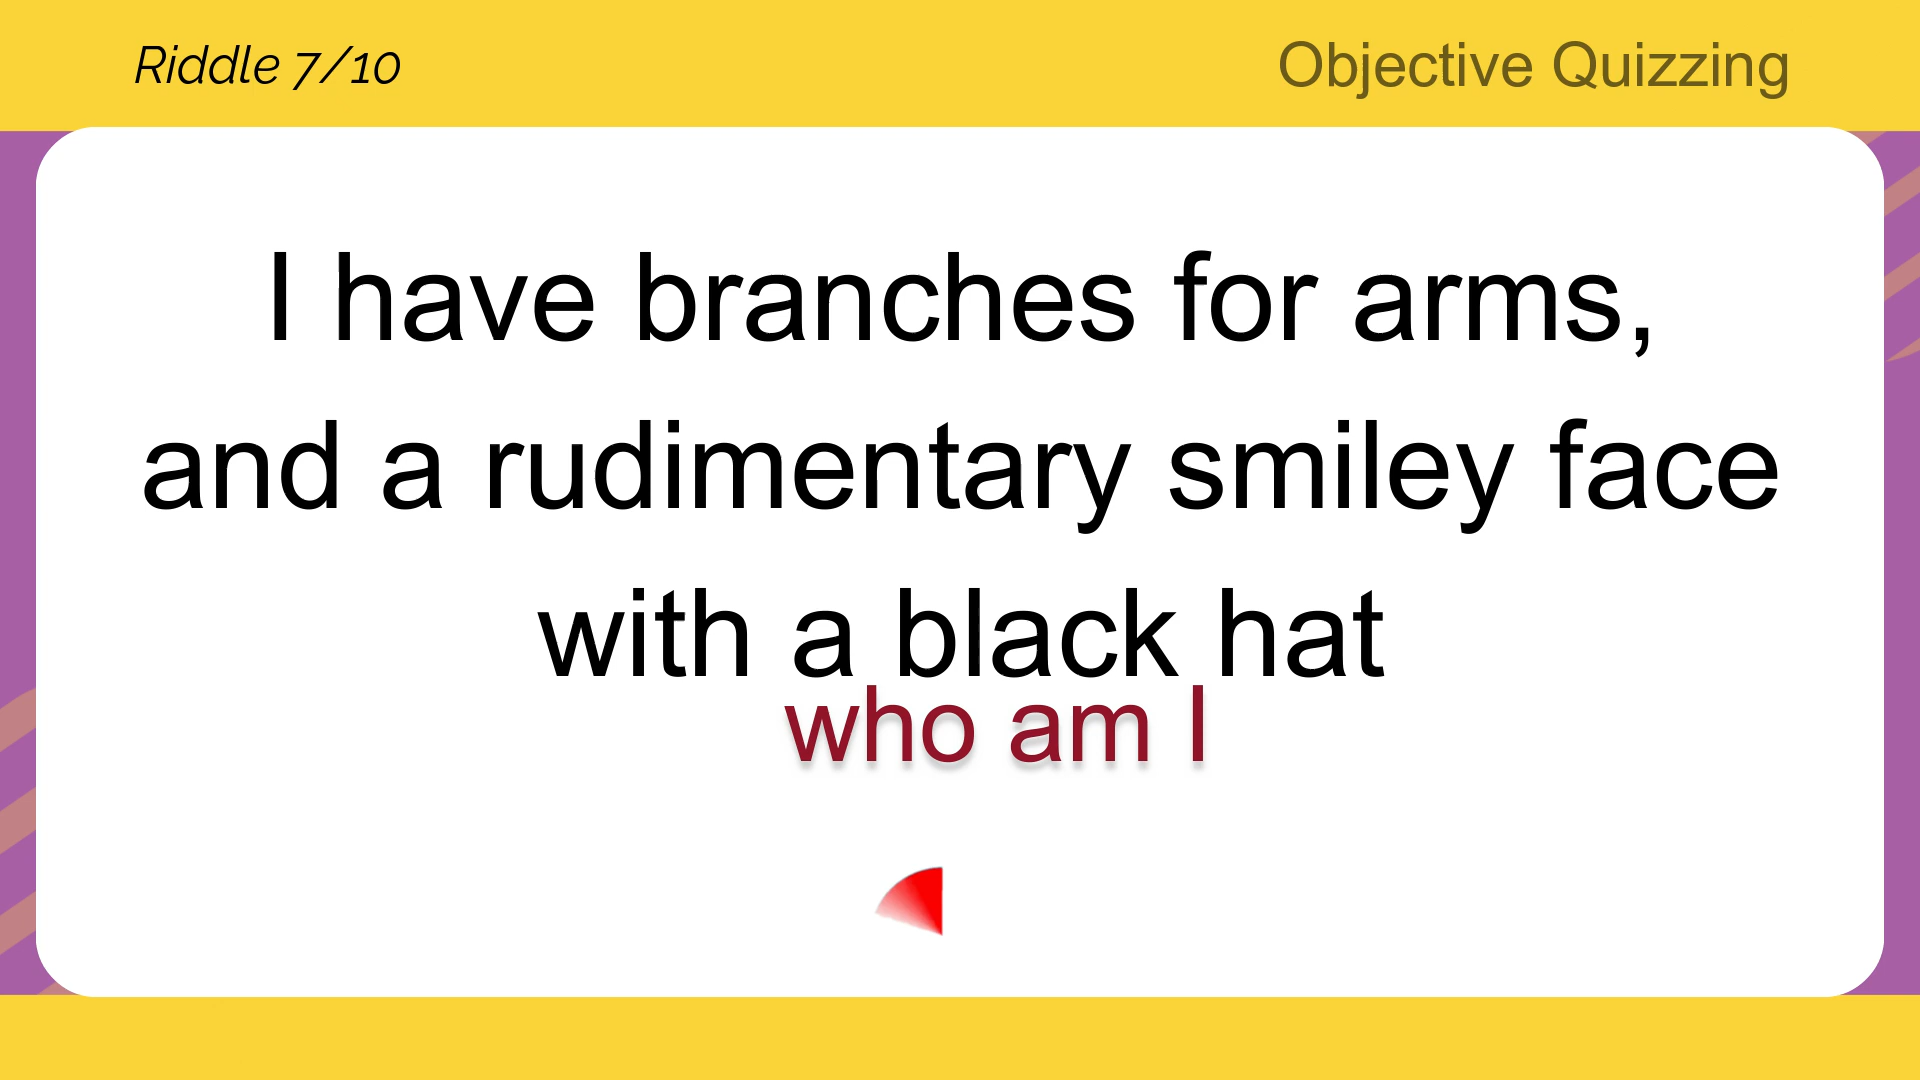 Riddle 7/10
Objective Quizzing
I have branches for arms,
and a rudimentary smiley face
with a black hat
who am I